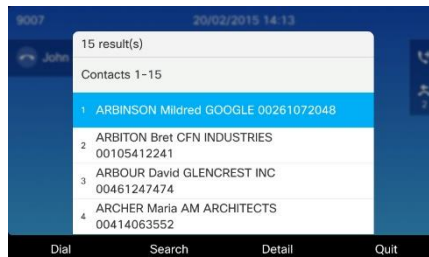 9007 20/02/2015 14:13
John
15 result(s)
Contacts 1-15
1 ARBINSON Mildred GOOGLE 00261072048
2 ARBITON Bret CFN INDUSTRIES
00105412241
3 ARBOUR David GLENCREST INC
00461247474
4 ARCHER Maria AM ARCHITECTS
00414063552
2
Dial Search Detail Quit